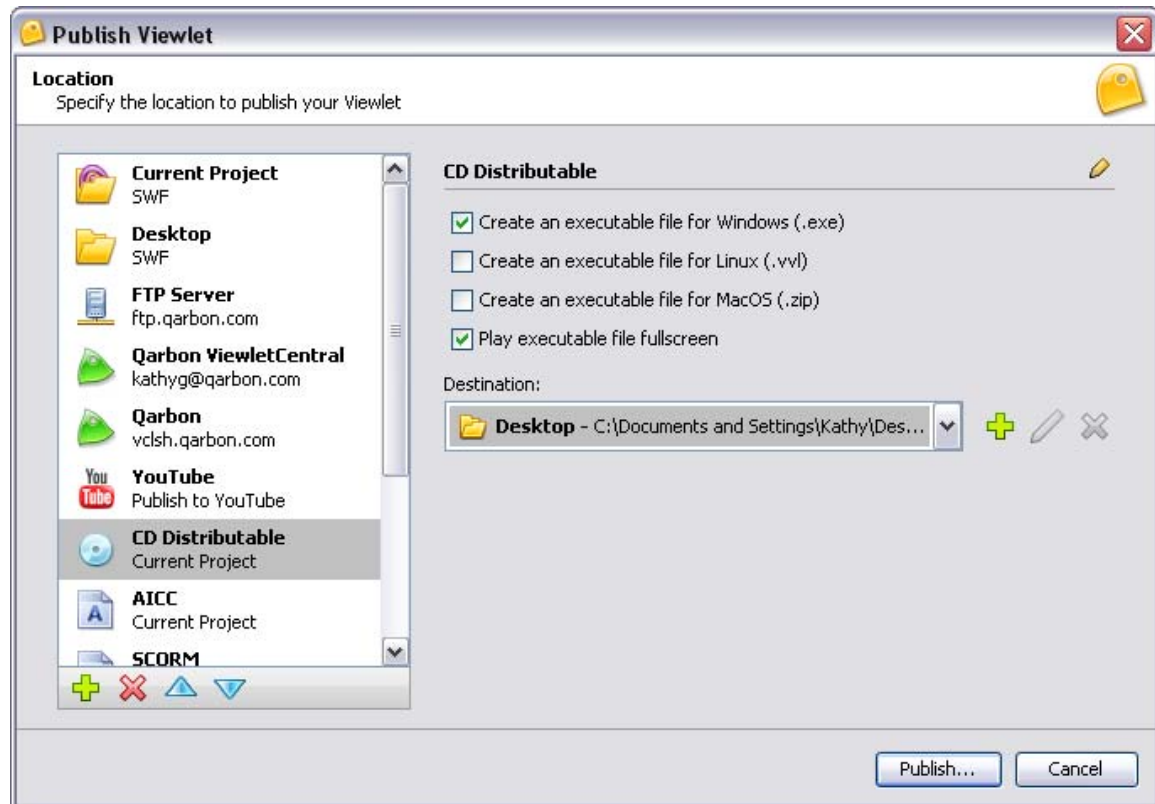 Publish Viewlet
Location
Specify the location to publish your Viewlet
Current Project
SWF
Desktop
SWF
FTP Server
ftp.qarbon.com
Qarbon ViewletCentral
kathyg@qarbon.com
Qarbon
vclsh.qarbon.com
You
Tube
YouTube
Publish to YouTube
CD Distributable
Current Project
A
AICC
Current Project
SCORM
CD Distributable
Create an executable file for Windows (.exe)
Create an executable file for Linux (.vvl)
Create an executable file for MacOS (.zip)
Play executable file fullscreen
Destination:
Desktop - C:\Documents and Settings\Kathy\Des...
Publish...
Cancel